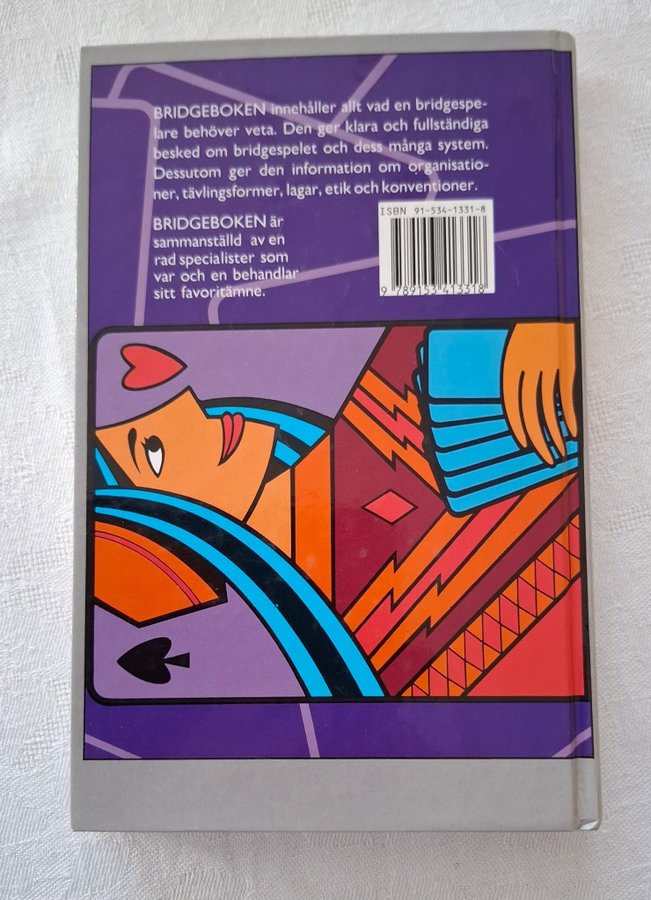 BRIDGEBOKEN innehåller allt vad en bridgespe-
lare behöver veta. Den ger klara och fullständiga
besked om bridgespelet och dess många system.
Dessutom ger den information om organisatio-
ner, tävlingsformer, lagar, etik och konventioner.
BRIDGEBOKEN är
sammanställd av en
rad specialister som
var och en behandlar
sitt favoritämne.
ISBN 91-534-1331-8
9 789153 413318